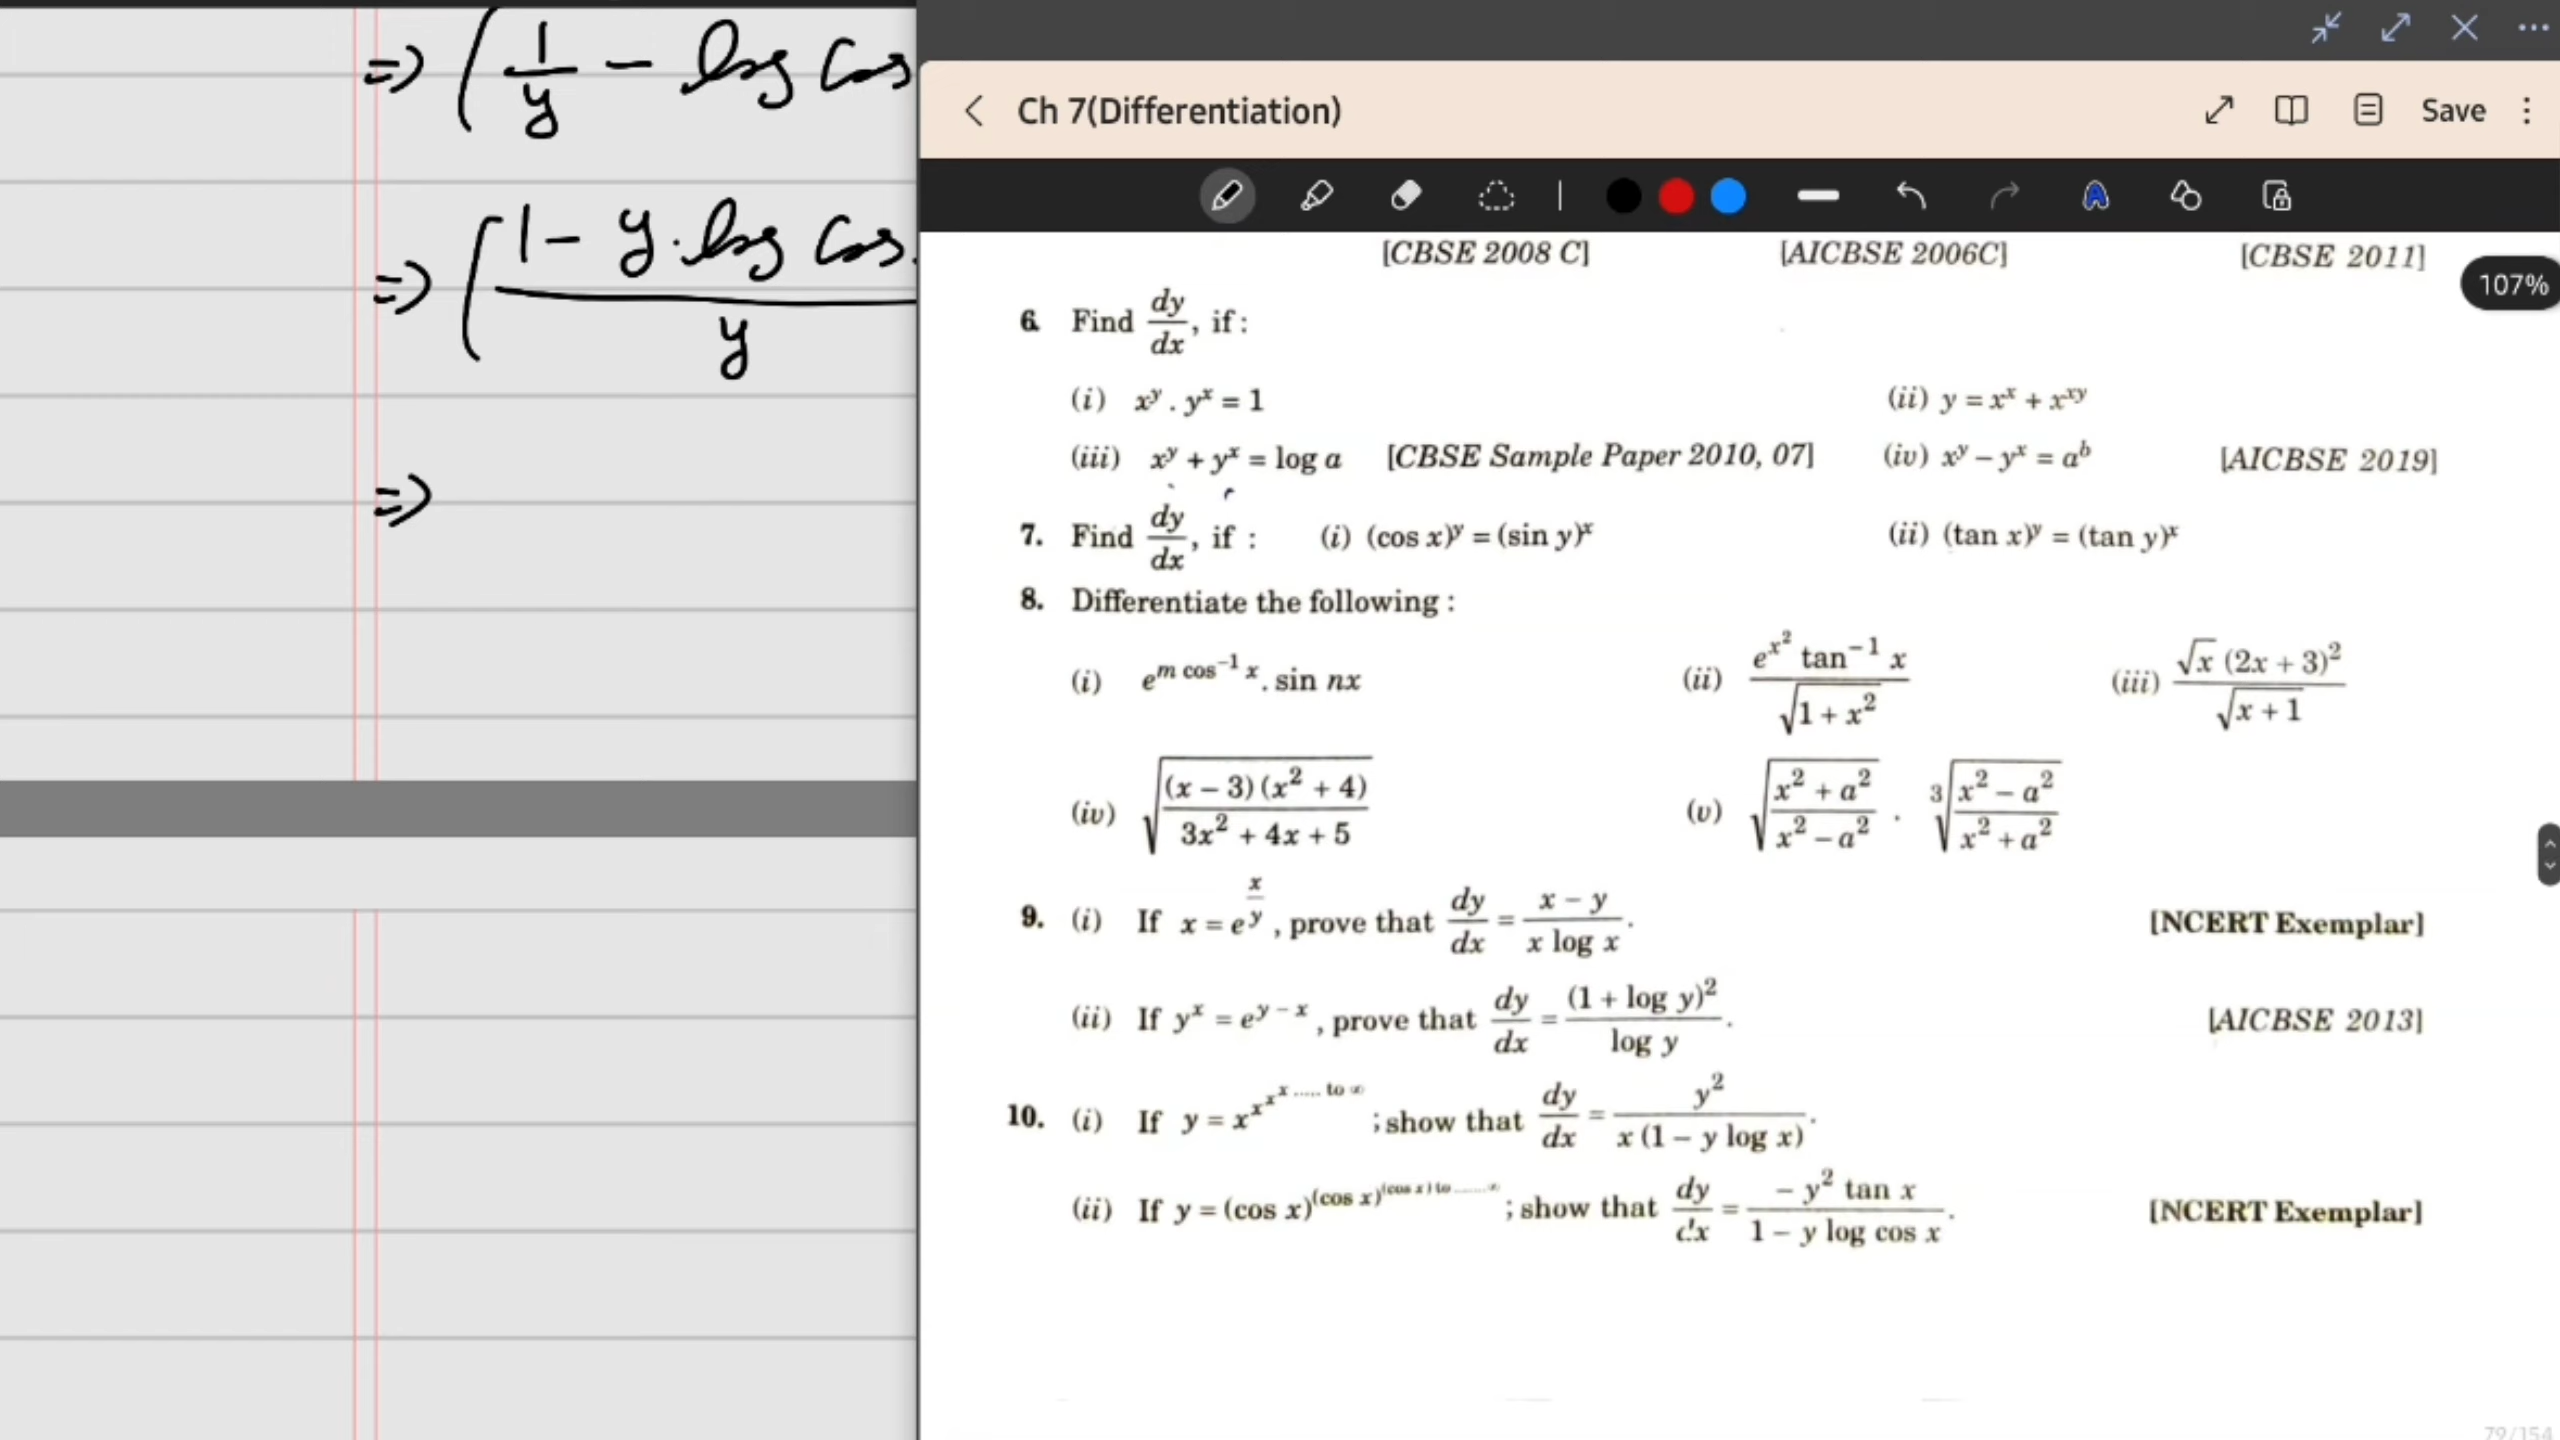 => ( 1/y - log Cos
=> ( 1 - y . log Cos / y
=>
Ch 7(Differentiation)
Save
107%
[CBSE 2008 C] [AICBSE 2006C] [CBSE 2011]
6. Find dy/dx, if :
(i) x^y . y^x = 1 (ii) y = x^x + x^xy
(iii) x^y + y^x = log a [CBSE Sample Paper 2010, 07] (iv) x^y – y^x = a^b [AICBSE 2019]
7. Find dy/dx, if : (i) (cos x)^y = (sin y)^x (ii) (tan x)^y = (tan y)^x
8. Differentiate the following :
(i) e^(m cos^–1 x) . sin nx (ii) e^(x^2) tan^–1 x / √(1 + x^2) (iii) √x (2x + 3)^2 / √(x + 1)
(iv) √((x – 3) (x^2 + 4) / (3x^2 + 4x + 5)) (v) √((x^2 + a^2) / (x^2 – a^2)) . ∛((x^2 – a^2) / (x^2 + a^2))
9. (i) If x = e^(x/y), prove that dy/dx = (x – y) / (x log x). [NCERT Exemplar]
(ii) If y^x = e^(y – x), prove that dy/dx = (1 + log y)^2 / log y. [AICBSE 2013]
10. (i) If y = x^x^x^x ..... to ∞ ; show that dy/dx = y^2 / (x (1 – y log x)).
(ii) If y = (cos x)^(cos x)^(cos x) to ....... ∞ ; show that dy/dx = – y^2 tan x / (1 – y log cos x). [NCERT Exemplar]
79/154